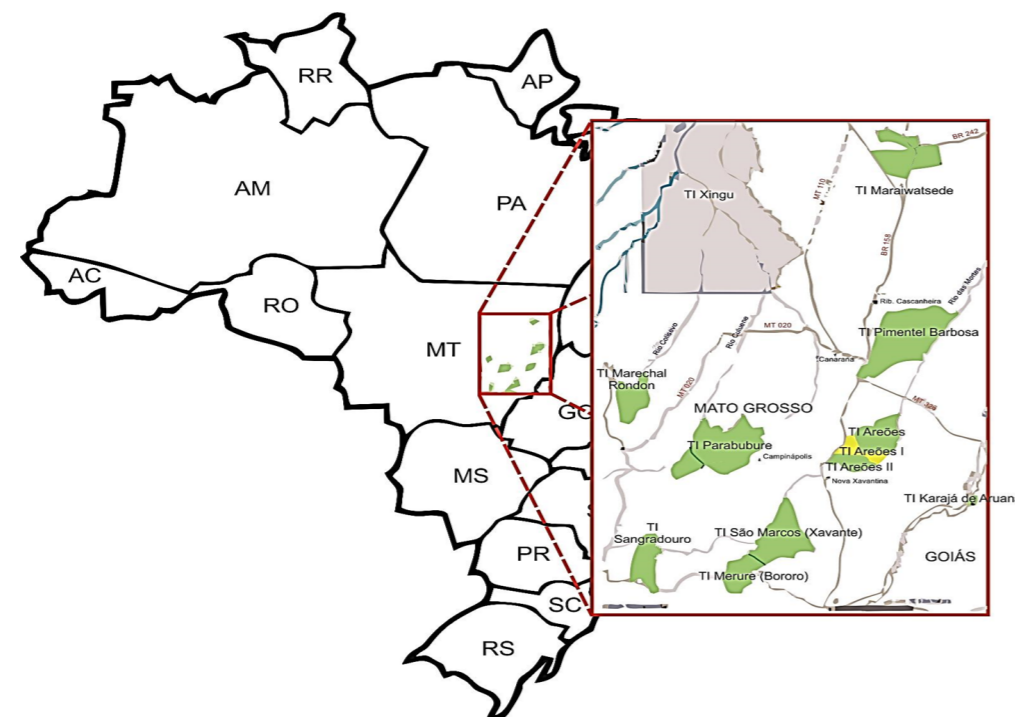 RR
AP
AM
PA
AC
RO
MT
GO
MS
PR
SC
RS
BR 242
TI Maraiwatsede
TI Xingu
MT 110
BR 158
Rio das Mortes
Rib. Cascanheira
TI Pimentel Barbosa
Rio Culuene
MT 020
Canarana
TI Marechal
Rondon
MT 020
MATO GROSSO
TI Areões
TI Parabubure
Campinápolis
TI Areões I
TI Areões II
Nova Xavantina
TI Karajá de Aruan
TI
Sangradouro
TI São Marcos (Xavante)
GOIÁS
TI Merure (Bororo)